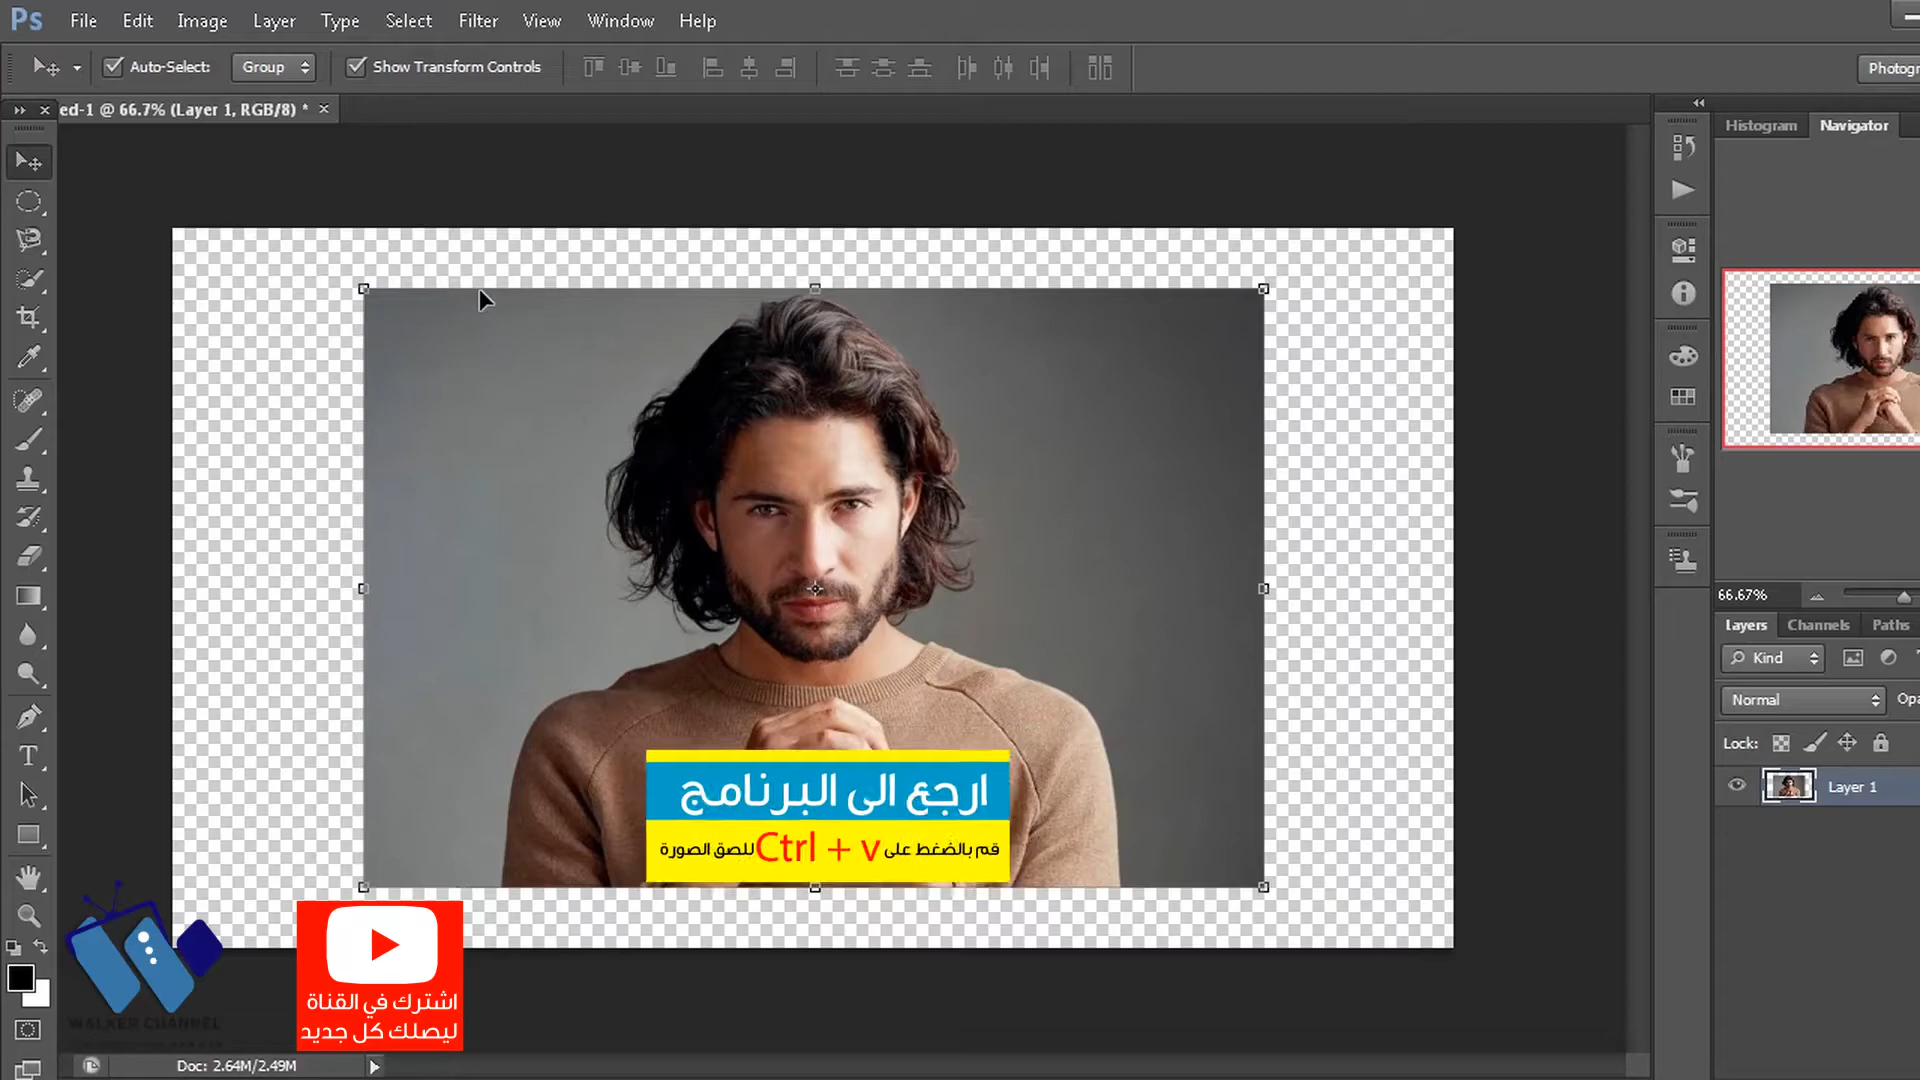 Ps File Edit Image Layer Type Select Filter View Window Help
Auto-Select: Group Show Transform Controls
Photogr
ed-1 @ 66.7% (Layer 1, RGB/8) * ×
Histogram Navigator
66.67%
Layers Channels Paths
Kind
Normal Opa
Lock:
Layer 1
ارجع الى البرنامج
قم بالضغط على Ctrl + v للصق الصورة
WALKER CHANNEL
اشترك في القناة
ليصلك كل جديد
Doc: 2.64M/2.49M